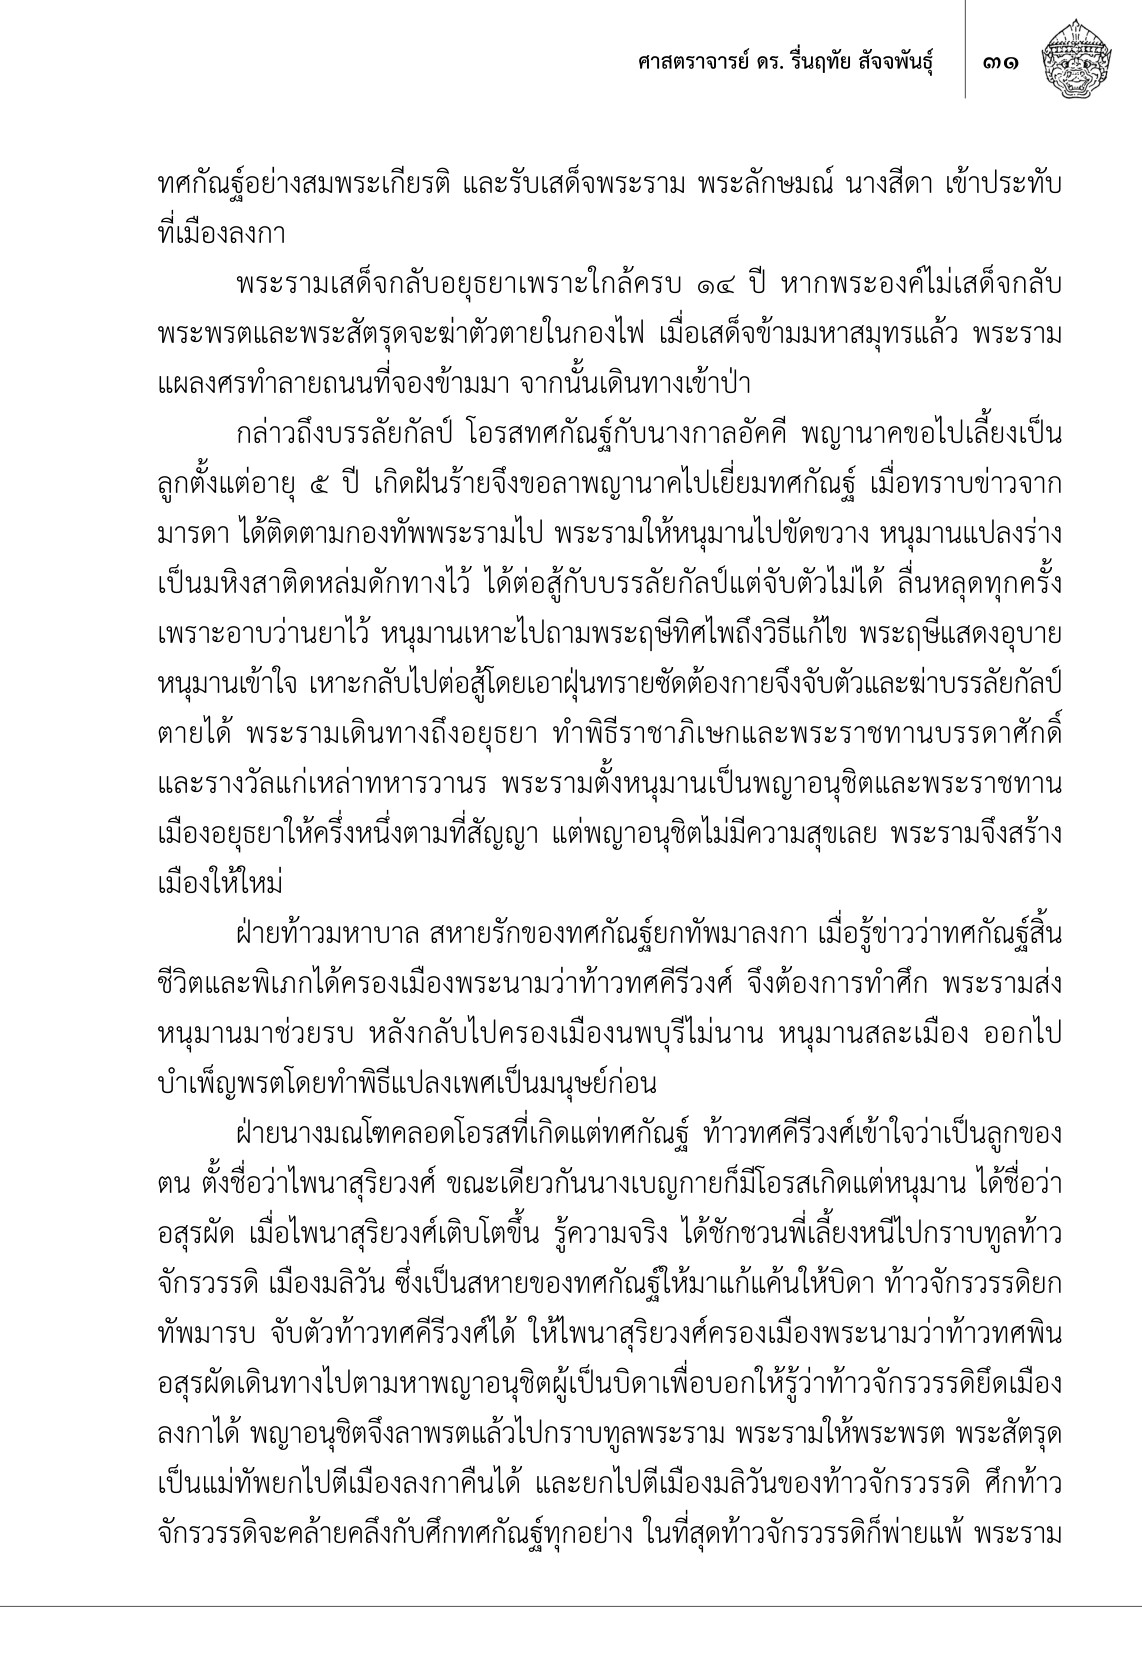 ศาสตราจารย์ ดร. รื่นฤทัย สัจจพันธุ์ ๓๑
ทศกัณฐ์อย่างสมพระเกียรติ และรับเสด็จพระราม พระลักษมณ์ นางสีดา เข้าประทับ
ที่เมืองลงกา
พระรามเสด็จกลับอยุธยาเพราะใกล้ครบ ๑๔ ปี หากพระองค์ไม่เสด็จกลับ
พระพรตและพระสัตรุดจะฆ่าตัวตายในกองไฟ เมื่อเสด็จข้ามมหาสมุทรแล้ว พระราม
แผลงศรทำลายถนนที่จองข้ามมา จากนั้นเดินทางเข้าป่า
กล่าวถึงบรรลัยกัลป์ โอรสทศกัณฐ์กับนางกาลอัคคี พญานาคขอไปเลี้ยงเป็น
ลูกตั้งแต่อายุ ๕ ปี เกิดฝันร้ายจึงขอลาพญานาคไปเยี่ยมทศกัณฐ์ เมื่อทราบข่าวจาก
มารดา ได้ติดตามกองทัพพระรามไป พระรามให้หนุมานไปขัดขวาง หนุมานแปลงร่าง
เป็นมหิงสาติดหล่มดักทางไว้ ได้ต่อสู้กับบรรลัยกัลป์แต่จับตัวไม่ได้ ลื่นหลุดทุกครั้ง
เพราะอาบว่านยาไว้ หนุมานเหาะไปถามพระฤษีทิศไพถึงวิธีแก้ไข พระฤษีแสดงอุบาย
หนุมานเข้าใจ เหาะกลับไปต่อสู้โดยเอาฝุ่นทรายซัดต้องกายจึงจับตัวและฆ่าบรรลัยกัลป์
ตายได้ พระรามเดินทางถึงอยุธยา ทำพิธีราชาภิเษกและพระราชทานบรรดาศักดิ์
และรางวัลแก่เหล่าทหารวานร พระรามตั้งหนุมานเป็นพญาอนุชิตและพระราชทาน
เมืองอยุธยาให้ครึ่งหนึ่งตามที่สัญญา แต่พญาอนุชิตไม่มีความสุขเลย พระรามจึงสร้าง
เมืองให้ใหม่
ฝ่ายท้าวมหาบาล สหายรักของทศกัณฐ์ยกทัพมาลงกา เมื่อรู้ข่าวว่าทศกัณฐ์สิ้น
ชีวิตและพิเภกได้ครองเมืองพระนามว่าท้าวทศคีรีวงศ์ จึงต้องการทำศึก พระรามส่ง
หนุมานมาช่วยรบ หลังกลับไปครองเมืองนพบุรีไม่นาน หนุมานสละเมือง ออกไป
บำเพ็ญพรตโดยทำพิธีแปลงเพศเป็นมนุษย์ก่อน
ฝ่ายนางมณโฑคลอดโอรสที่เกิดแต่ทศกัณฐ์ ท้าวทศคีรีวงศ์เข้าใจว่าเป็นลูกของ
ตน ตั้งชื่อว่าไพนาสุริยวงศ์ ขณะเดียวกันนางเบญกายก็มีโอรสเกิดแต่หนุมาน ได้ชื่อว่า
อสุรผัด เมื่อไพนาสุริยวงศ์เติบโตขึ้น รู้ความจริง ได้ชักชวนพี่เลี้ยงหนีไปกราบทูลท้าว
จักรวรรดิ เมืองมลิวัน ซึ่งเป็นสหายของทศกัณฐ์ให้มาแก้แค้นให้บิดา ท้าวจักรวรรดิยก
ทัพมารบ จับตัวท้าวทศคีรีวงศ์ได้ ให้ไพนาสุริยวงศ์ครองเมืองพระนามว่าท้าวทศพิน
อสุรผัดเดินทางไปตามหาพญาอนุชิตผู้เป็นบิดาเพื่อบอกให้รู้ว่าท้าวจักรวรรดิยึดเมือง
ลงกาได้ พญาอนุชิตจึงลาพรตแล้วไปกราบทูลพระราม พระรามให้พระพรต พระสัตรุด
เป็นแม่ทัพยกไปตีเมืองลงกาคืนได้ และยกไปตีเมืองมลิวันของท้าวจักรวรรดิ ศึกท้าว
จักรวรรดิจะคล้ายคลึงกับศึกทศกัณฐ์ทุกอย่าง ในที่สุดท้าวจักรวรรดิก็พ่ายแพ้ พระราม